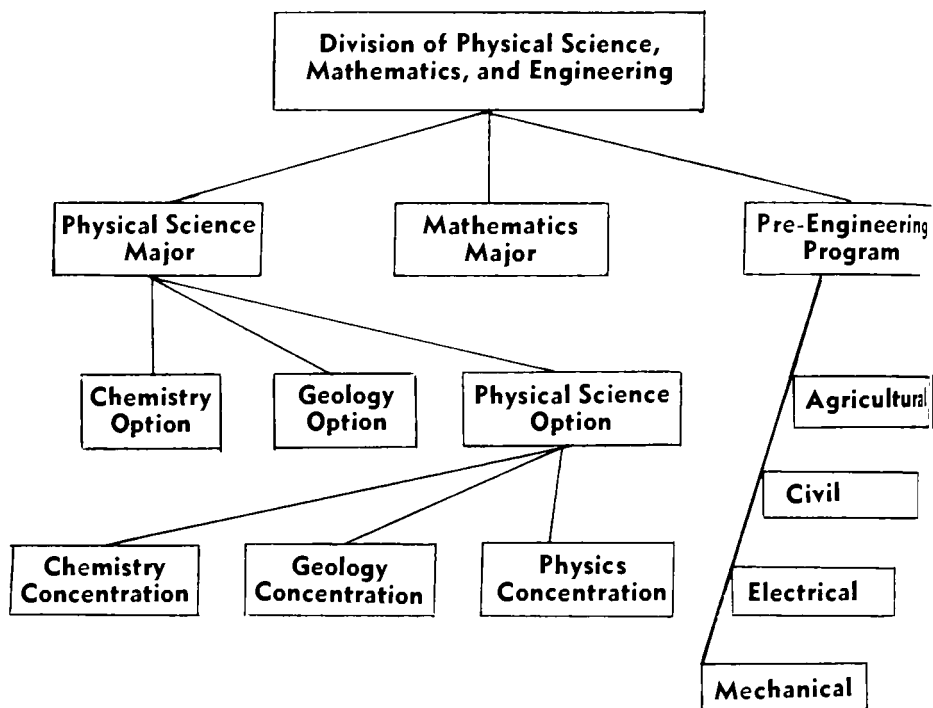 Division of Physical Science,
Mathematics, and Engineering
Physical Science
Major
Mathematics
Major
Pre-Engineering
Program
Chemistry
Option
Geology
Option
Physical Science
Option
Agricultural
Civil
Electrical
Mechanical
Chemistry
Concentration
Geology
Concentration
Physics
Concentration